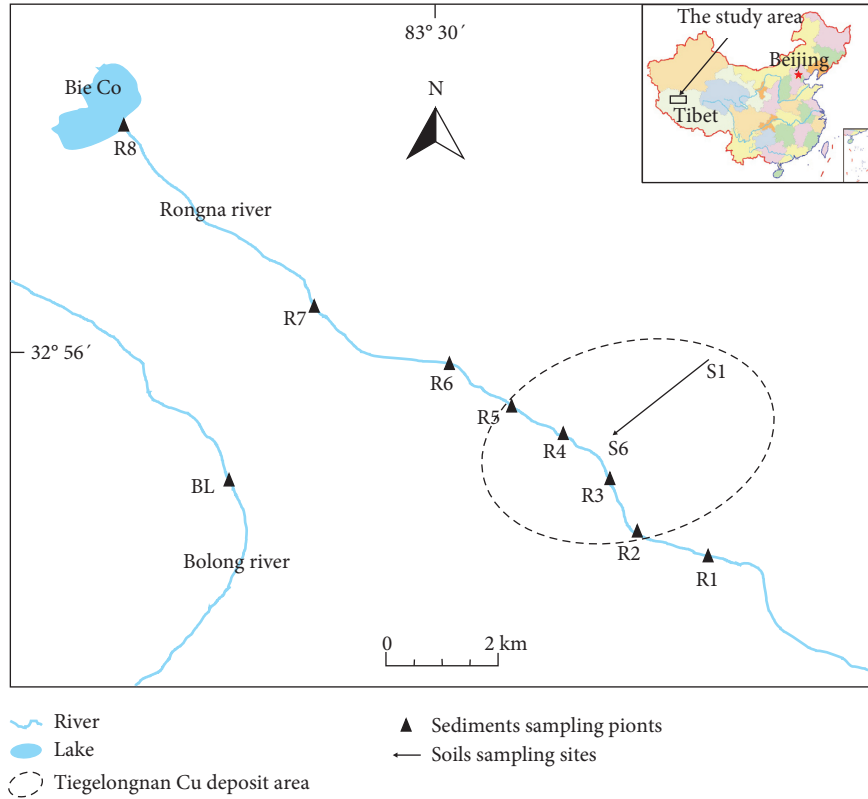 83° 30´
The study area
Beijing
Tibet
Bie Co
N
R8
Rongna river
R7
32° 56´
R6
S1
R5
R4
S6
R3
BL
R2
R1
Bolong river
0 2 km
River
Lake
Tiegelongnan Cu deposit area
Sediments sampling pionts
Soils sampling sites